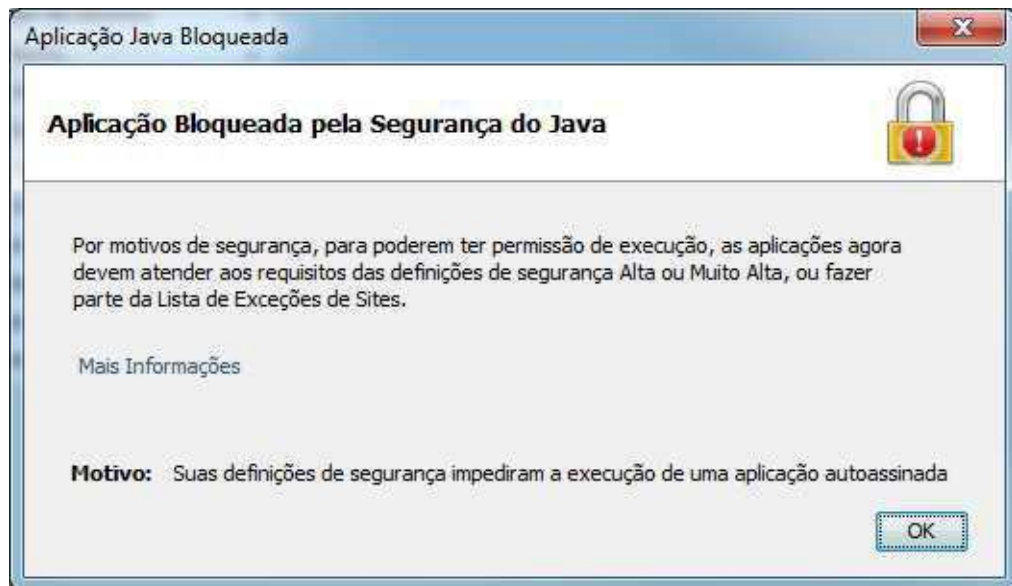 Aplicação Java Bloqueada
Aplicação Bloqueada pela Segurança do Java
Por motivos de segurança, para poderem ter permissão de execução, as aplicações agora
devem atender aos requisitos das definições de segurança Alta ou Muito Alta, ou fazer
parte da Lista de Exceções de Sites.
Mais Informações
Motivo: Suas definições de segurança impediram a execução de uma aplicação autoassinada
OK